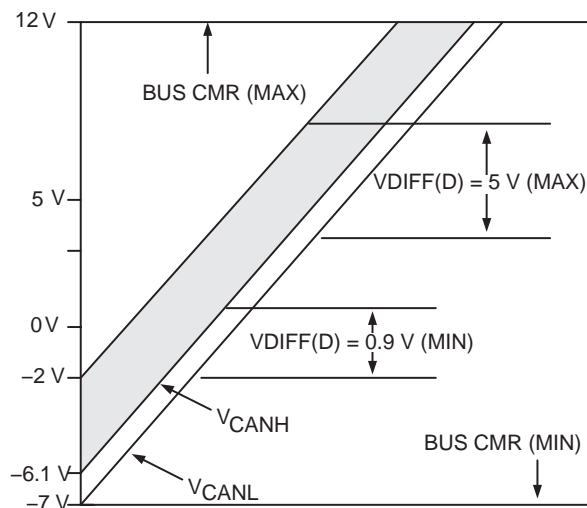 12 V
BUS CMR (MAX)
VDIFF(D) = 5 V (MAX)
5 V
0 V
VDIFF(D) = 0.9 V (MIN)
–2 V
VCANH
BUS CMR (MIN)
–6.1 V
VCANL
–7 V